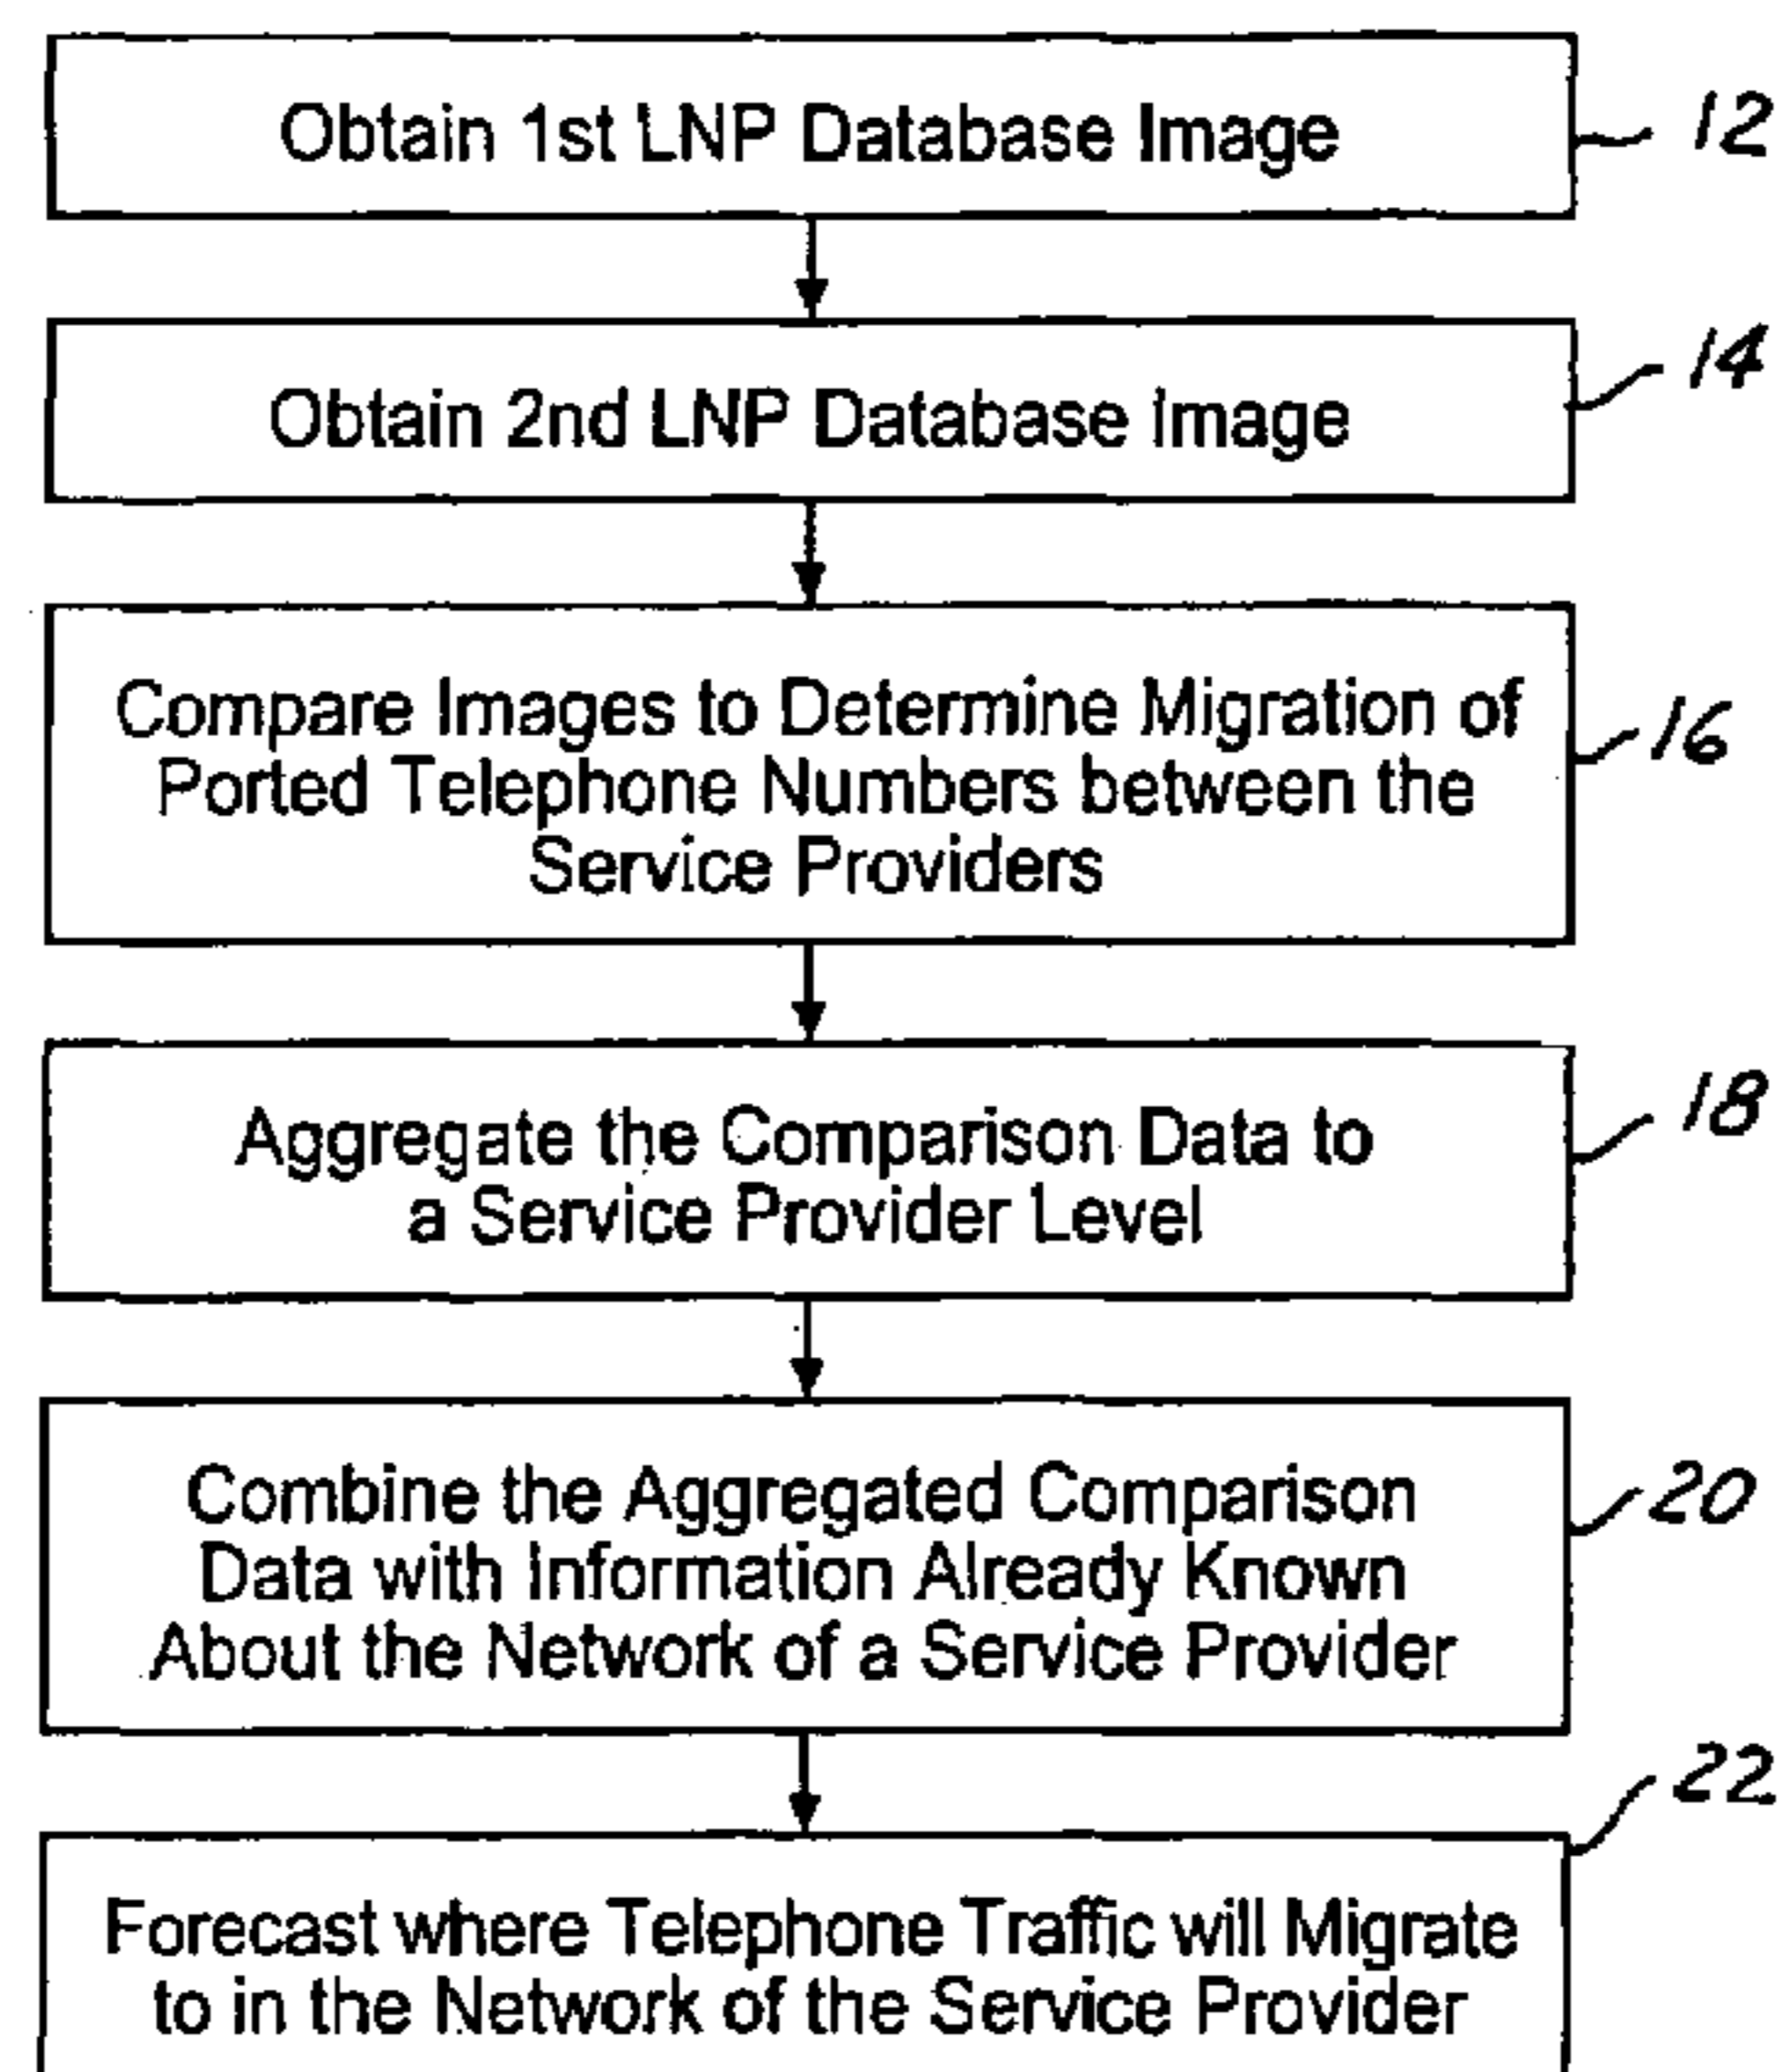 Obtain 1st LNP Database Image
12
Obtain 2nd LNP Database Image
14
Compare Images to Determine Migration of
Ported Telephone Numbers between the
Service Providers
16
Aggregate the Comparison Data to
a Service Provider Level
18
Combine the Aggregated Comparison
Data with Information Already Known
About the Network of a Service Provider
20
22
Forecast where Telephone Traffic will Migrate
to in the Network of the Service Provider